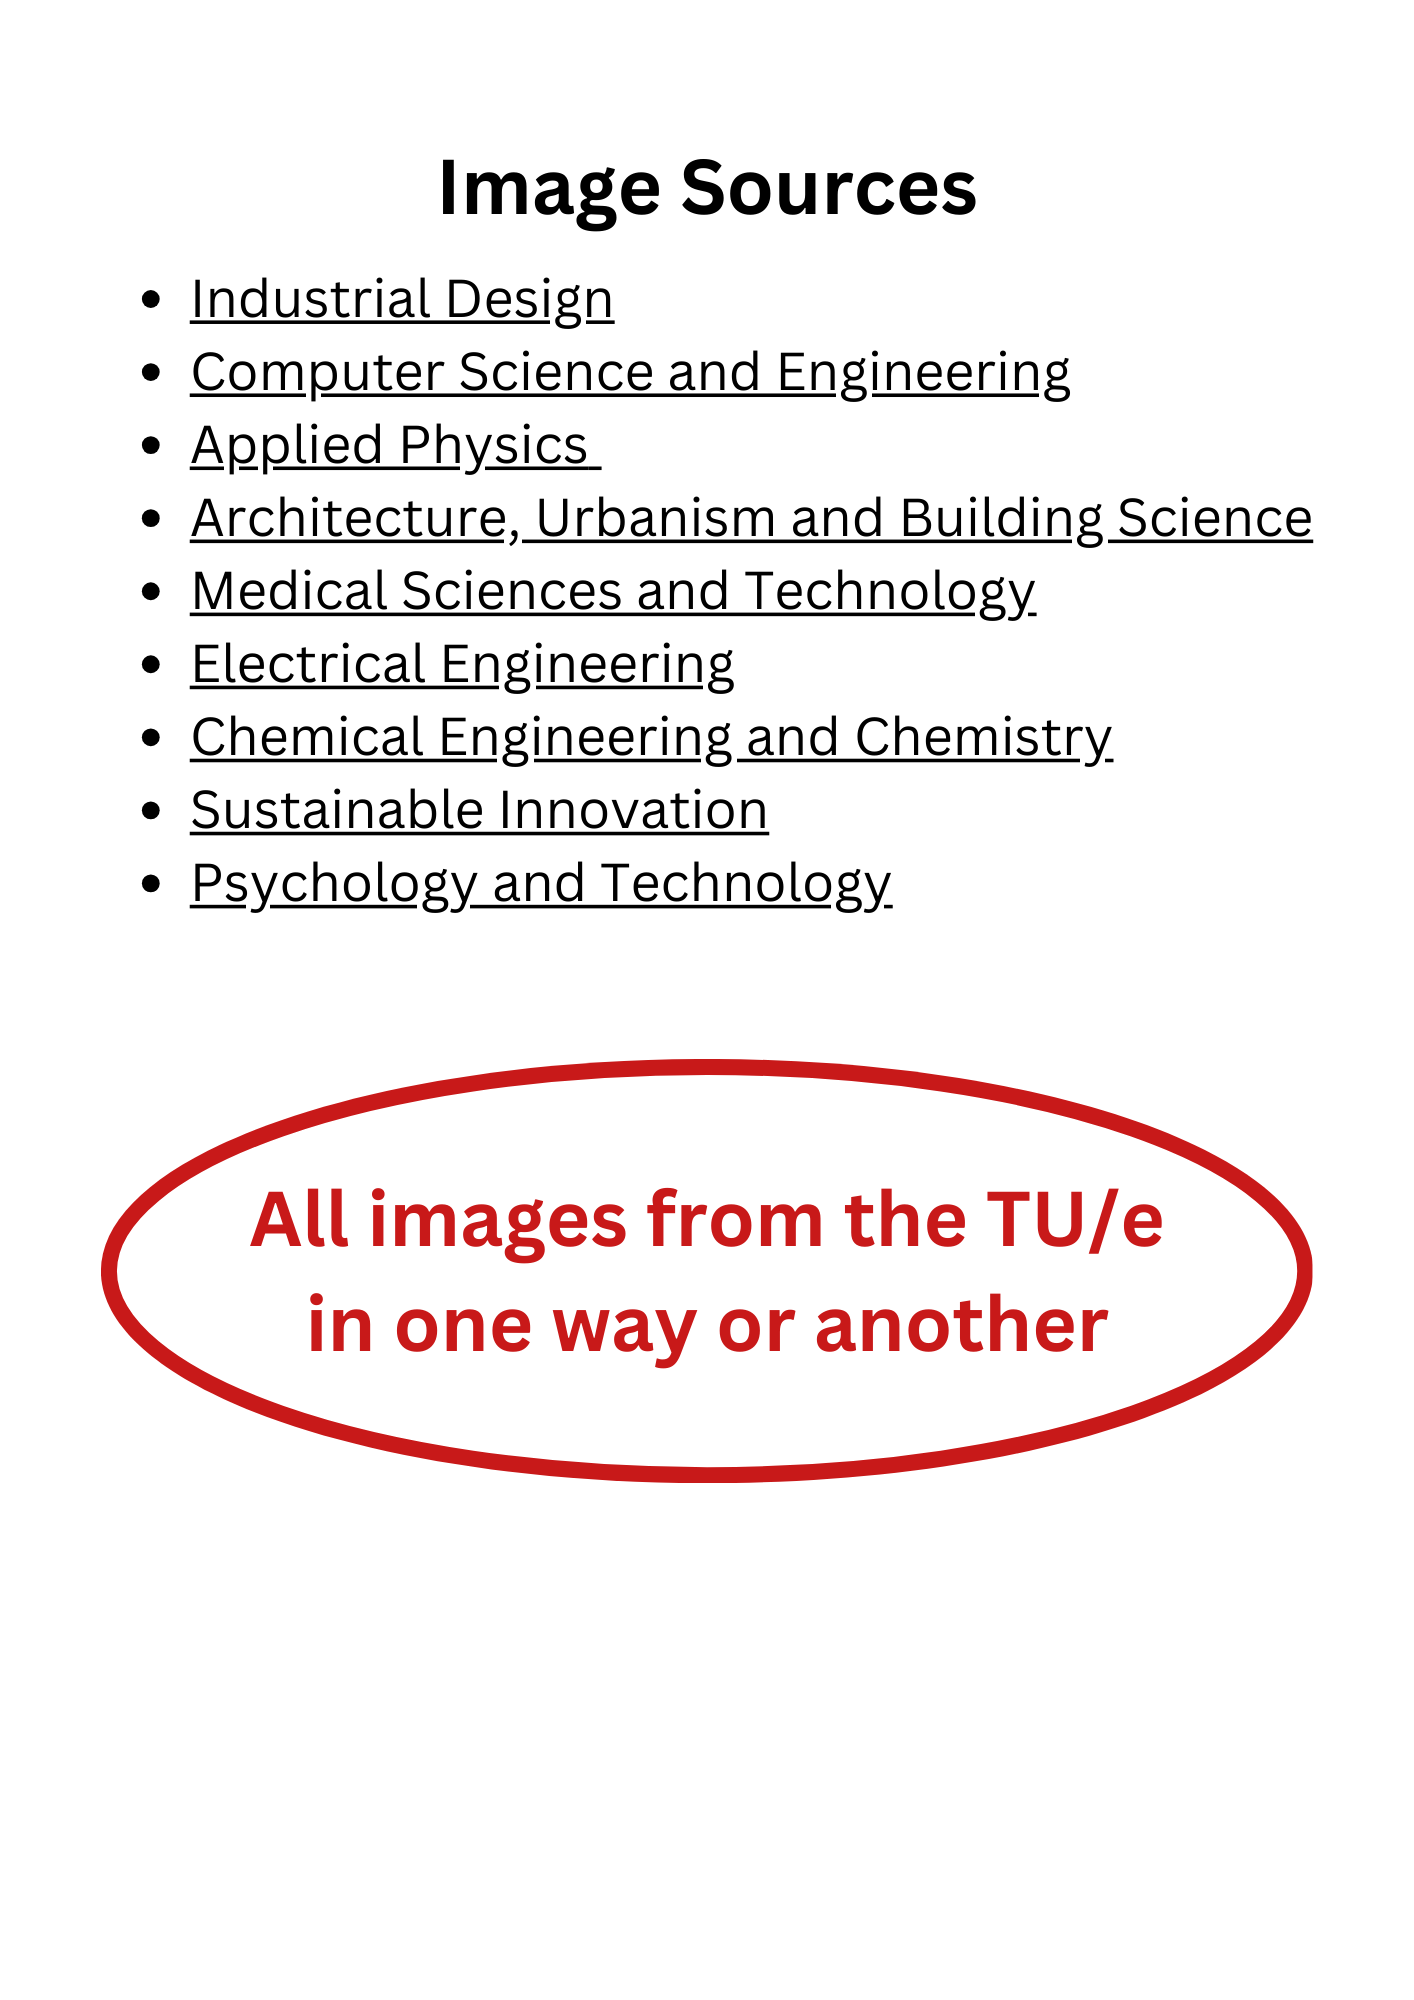 Image Sources
• Industrial Design
• Computer Science and Engineering
• Applied Physics
• Architecture, Urbanism and Building Science
• Medical Sciences and Technology
• Electrical Engineering
• Chemical Engineering and Chemistry
• Sustainable Innovation
• Psychology and Technology
All images from the TU/e
in one way or another